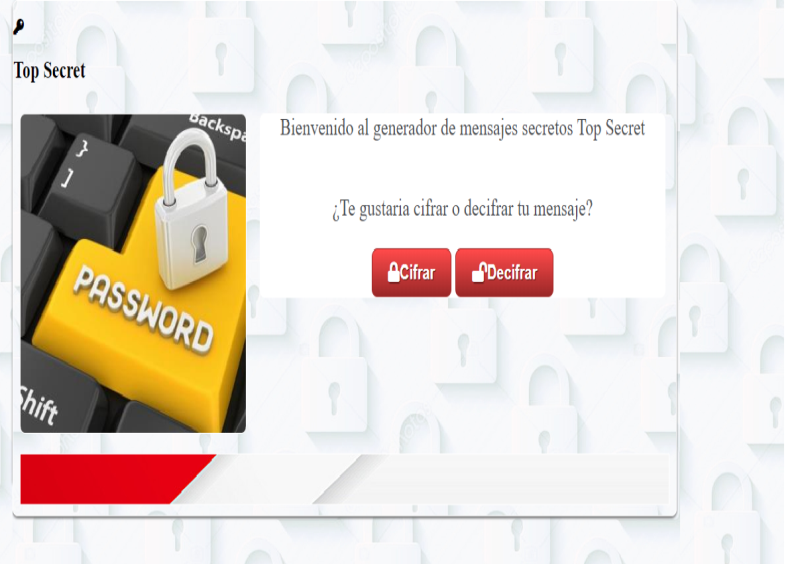 Top Secret
Backspa
}
]
PASSWORD
Shift
Bienvenido al generador de mensajes secretos Top Secret
¿Te gustaria cifrar o decifrar tu mensaje?
Cifrar Decifrar